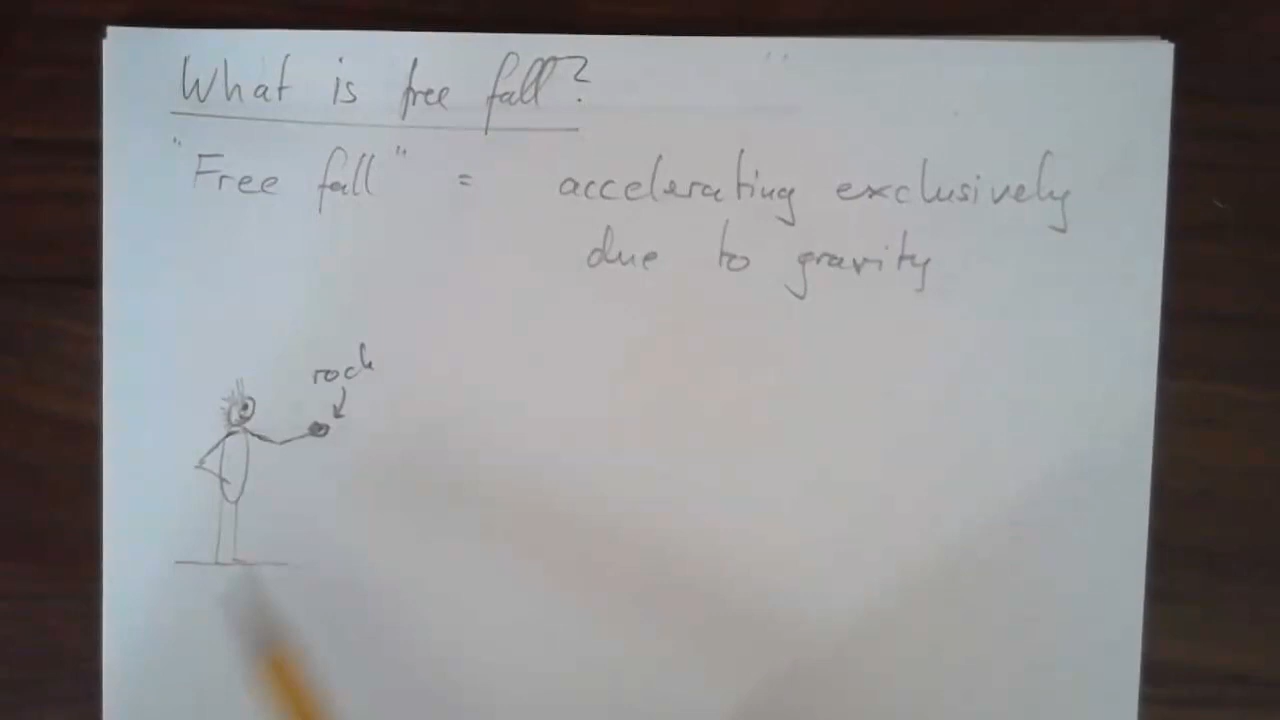 What is free fall?
"Free fall" = accelerating exclusively
due to gravity
rock